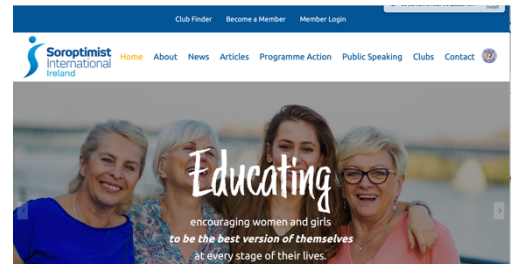 Club Finder Become a Member Member Login
Install
Soroptimist
International
Ireland
Home About News Articles Programme Action Public Speaking Clubs Contact
Educating
encouraging women and girls
to be the best version of themselves
at every stage of their lives.